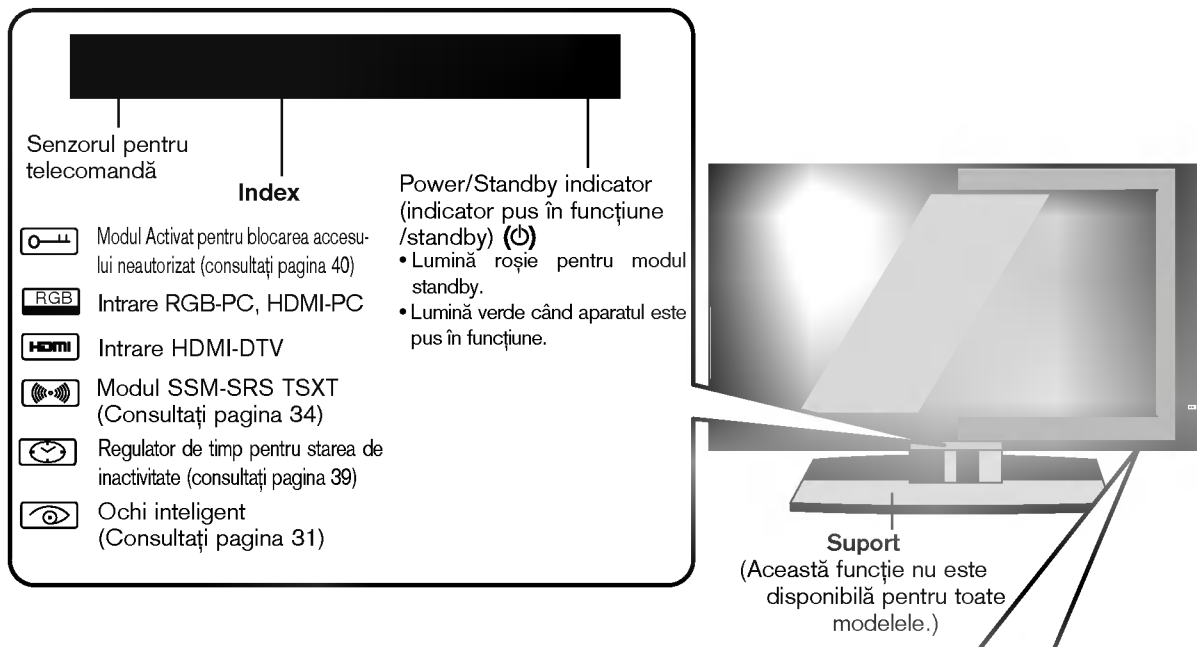 Senzorul pentru
telecomandă
Index
Modul Activat pentru blocarea accesu-
lui neautorizat (consultați pagina 40)
RGB
Intrare RGB-PC, HDMI-PC
HDMI
Intrare HDMI-DTV
Modul SSM-SRS TSXT
(Consultați pagina 34)
Regulator de timp pentru starea de
inactivitate (consultați pagina 39)
Ochi inteligent
(Consultați pagina 31)
Power/Standby indicator
(indicator pus în funcțiune
/standby) (⏻)
• Lumină roșie pentru modul
standby.
• Lumină verde când aparatul este
pus în funcțiune.
Suport
(Această funcție nu este
disponibilă pentru toate
modelele.)